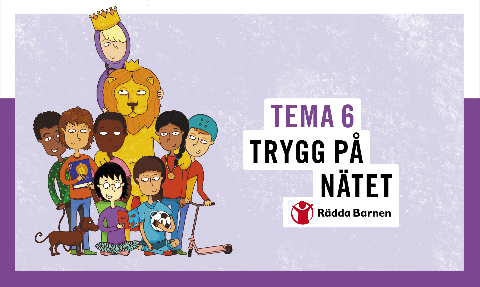 TEMA 6
TRYGG PÅ
NÄTET
Rädda Barnen